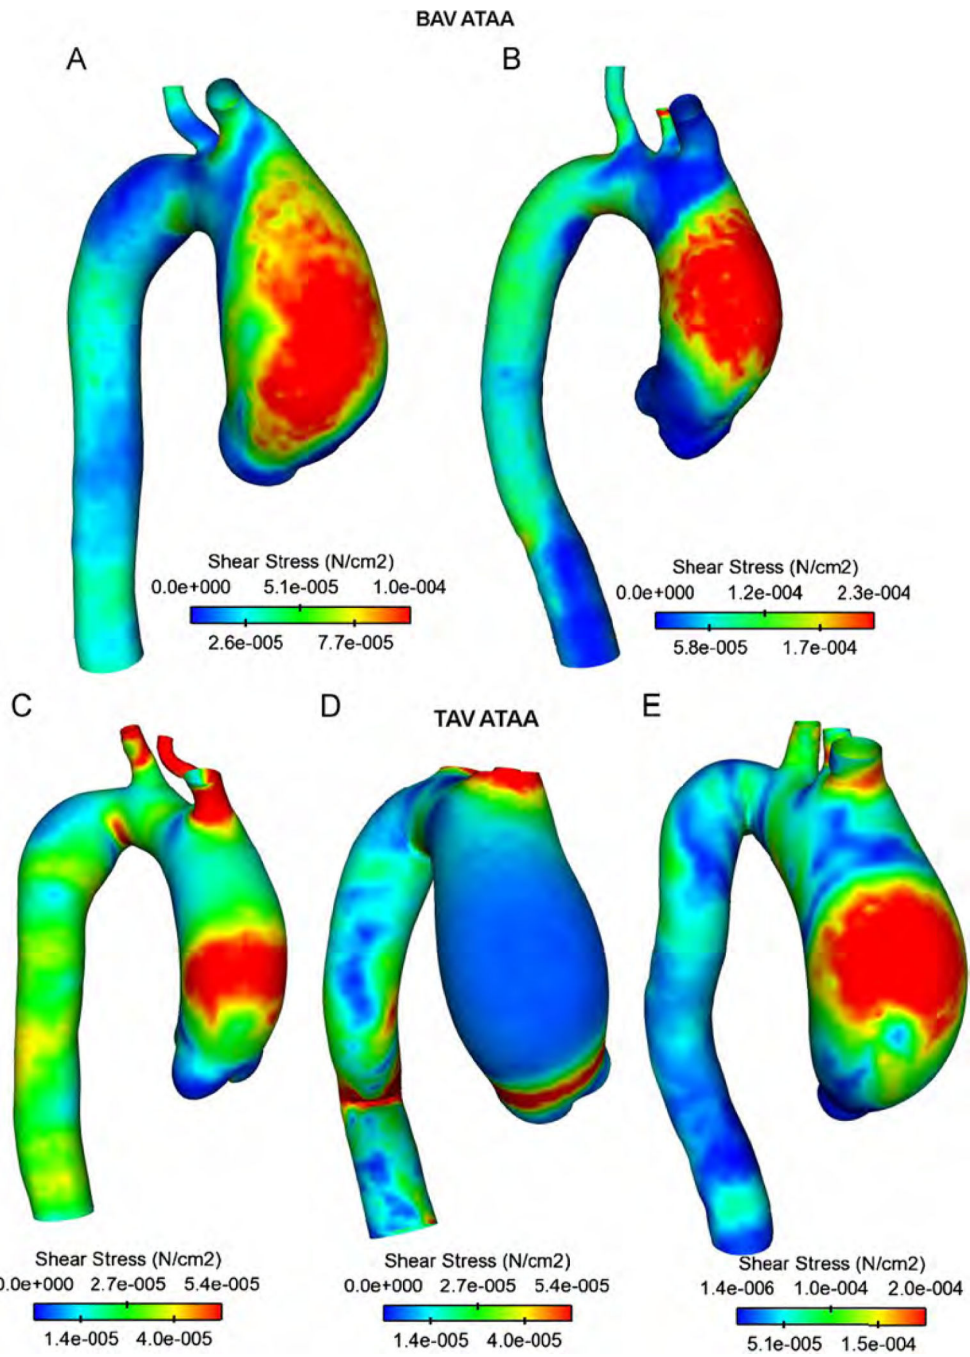 BAV ATAA
A
B
Shear Stress (N/cm2)
0.0e+000 5.1e-005 1.0e-004
2.6e-005 7.7e-005
Shear Stress (N/cm2)
0.0e+000 1.2e-004 2.3e-004
5.8e-005 1.7e-004
C
D
TAV ATAA
E
Shear Stress (N/cm2)
0.0e+000 2.7e-005 5.4e-005
1.4e-005 4.0e-005
Shear Stress (N/cm2)
0.0e+000 2.7e-005 5.4e-005
1.4e-005 4.0e-005
Shear Stress (N/cm2)
1.4e-006 1.0e-004 2.0e-004
5.1e-005 1.5e-004